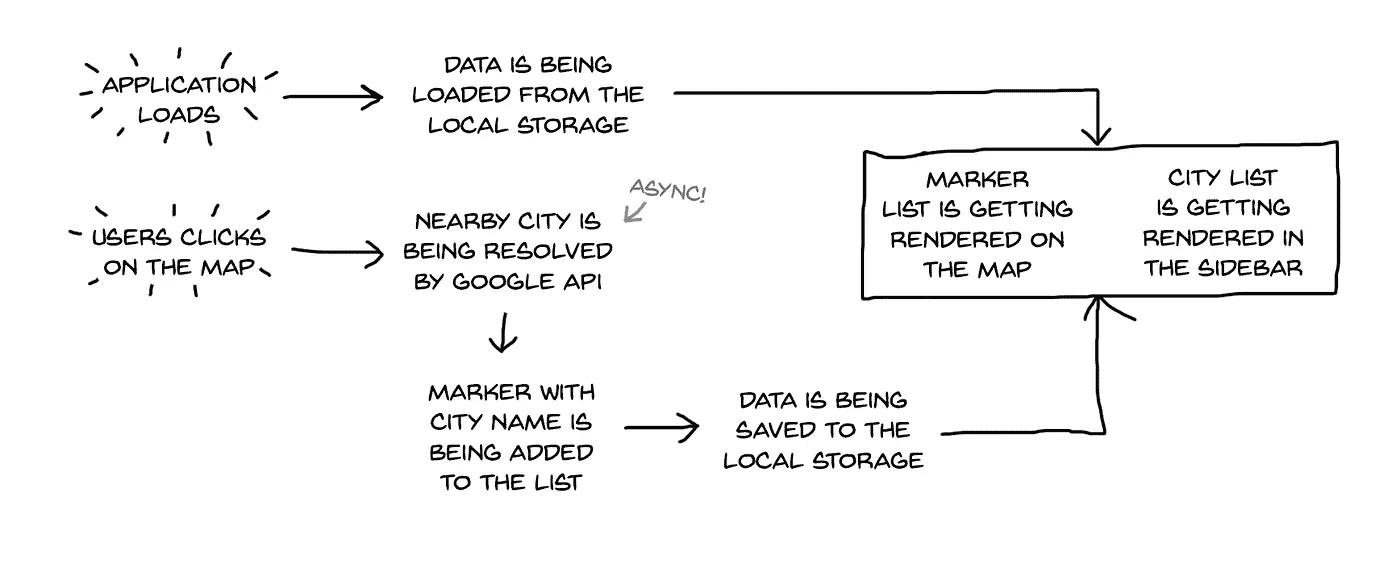 APPLICATION
LOADS
DATA IS BEING
LOADED FROM THE
LOCAL STORAGE
USERS CLICKS
ON THE MAP
NEARBY CITY IS
BEING RESOLVED
BY GOOGLE API
ASYNC!
MARKER WITH
CITY NAME IS
BEING ADDED
TO THE LIST
DATA IS BEING
SAVED TO THE
LOCAL STORAGE
MARKER
LIST IS GETTING
RENDERED ON
THE MAP
CITY LIST
IS GETTING
RENDERED IN
THE SIDEBAR